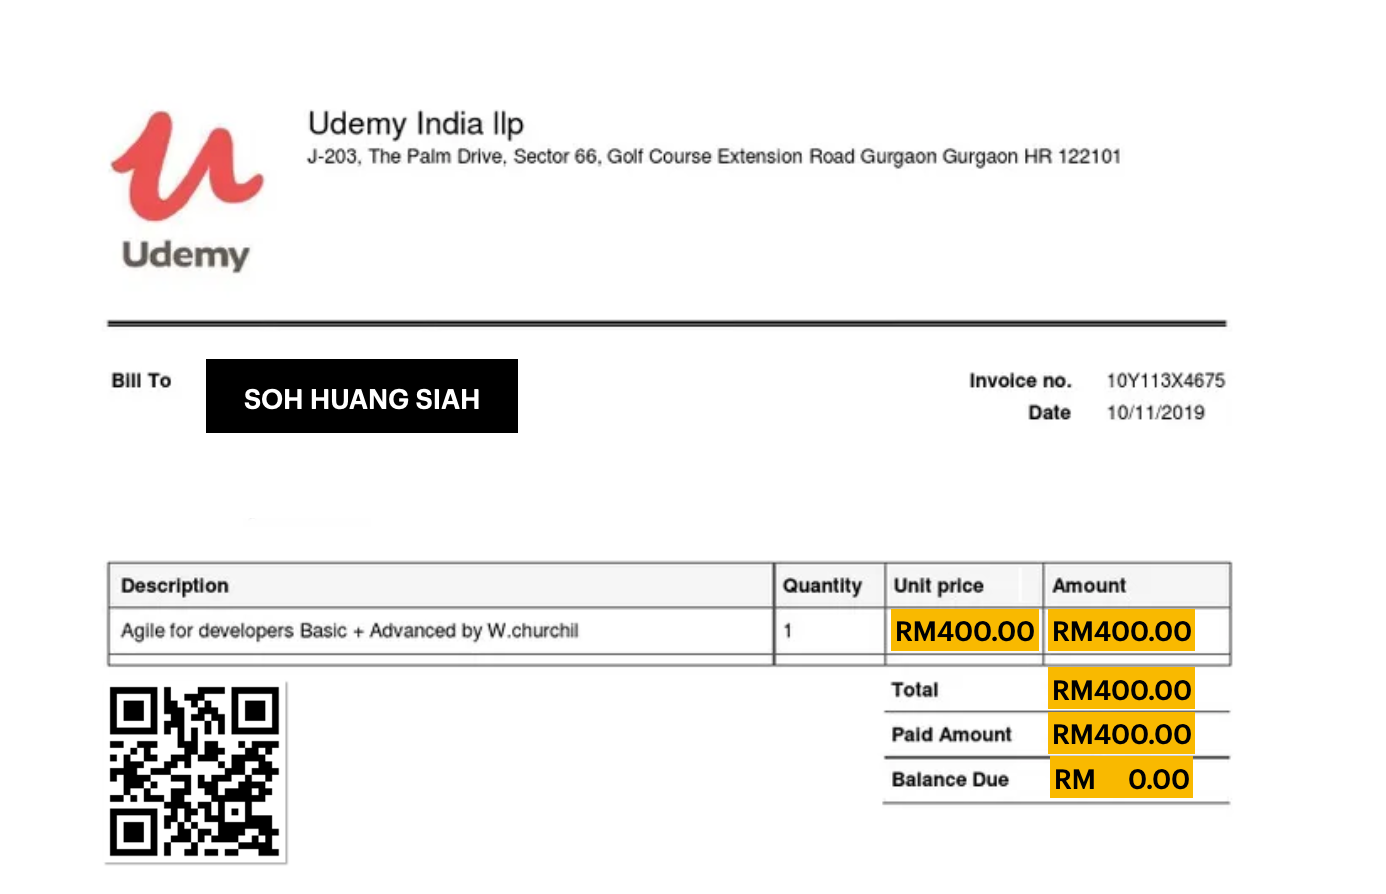 Udemy India llp
J-203, The Palm Drive, Sector 66, Golf Course Extension Road Gurgaon Gurgaon HR 122101
Udemy
Bill To
SOH HUANG SIAH
Invoice no. 10Y113X4675
Date 10/11/2019
Description Quantity Unit price Amount
Agile for developers Basic + Advanced by W.churchil 1 RM400.00 RM400.00
Total RM400.00
Paid Amount RM400.00
Balance Due RM 0.00